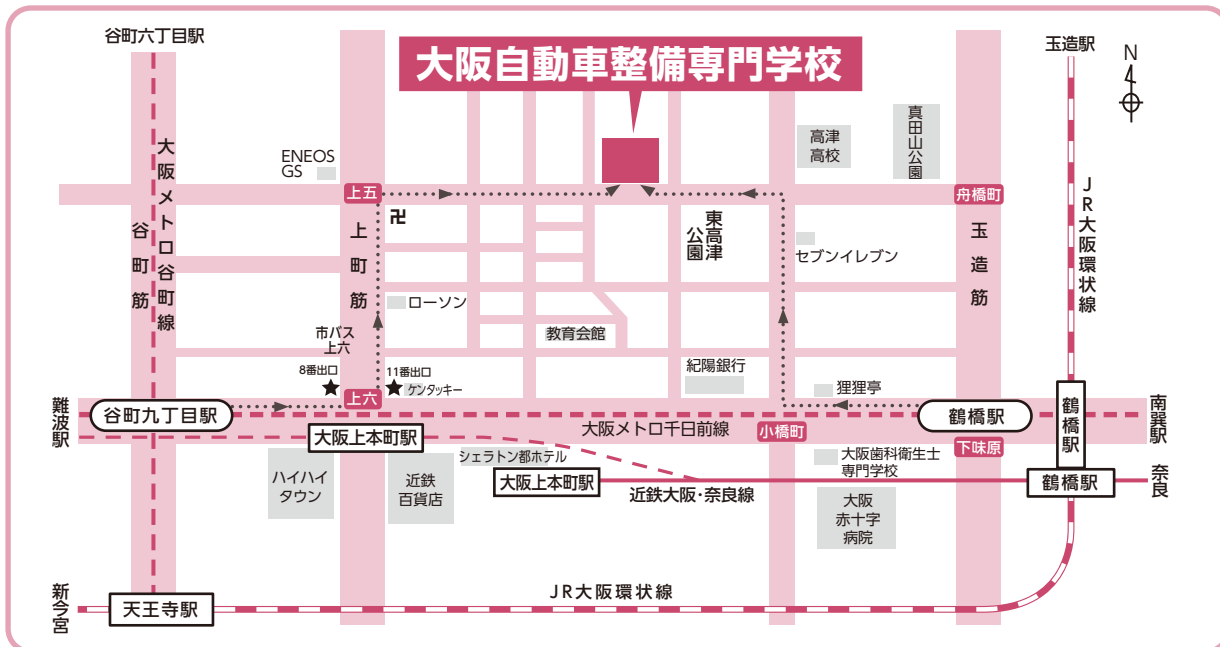 谷町六丁目駅
大阪自動車整備専門学校
玉造駅
N
ENEOS
GS
高津
高校
真田山公園
大阪メトロ谷町線
谷町筋
上五
卍
上町筋
東高津
公園
舟橋町
玉造筋
JR大阪環状線
セブンイレブン
ローソン
市バス
上六
教育会館
8番出口
★
11番出口
★
ケンタッキー
紀陽銀行
狸狸亭
難波駅
谷町九丁目駅
上六
大阪メトロ千日前線
小橋町
鶴橋駅
鶴橋駅
南巽駅
大阪上本町駅
下味原
ハイハイ
タウン
近鉄
百貨店
シェラトン都ホテル
大阪上本町駅
近鉄大阪・奈良線
大阪歯科衛生士
専門学校
大阪
赤十字
病院
鶴橋駅
奈良
新今宮
天王寺駅
JR大阪環状線